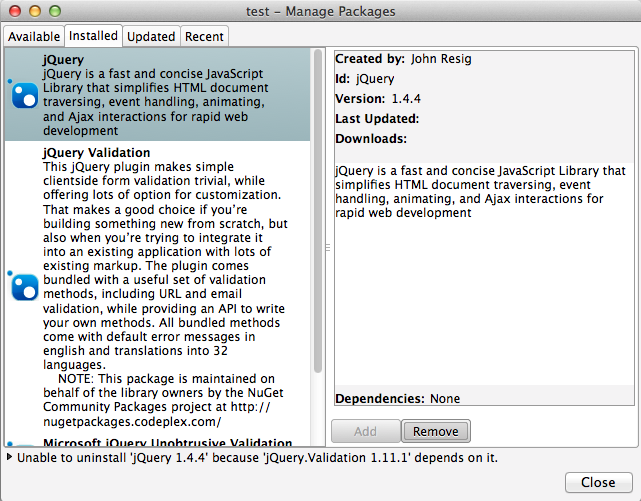 test – Manage Packages
Available Installed Updated Recent
jQuery
jQuery is a fast and concise JavaScript
Library that simplifies HTML document
traversing, event handling, animating,
and Ajax interactions for rapid web
development
jQuery Validation
This jQuery plugin makes simple
clientside form validation trivial, while
offering lots of option for customization.
That makes a good choice if you’re
building something new from scratch, but
also when you’re trying to integrate it
into an existing application with lots of
existing markup. The plugin comes
bundled with a useful set of validation
methods, including URL and email
validation, while providing an API to write
your own methods. All bundled methods
come with default error messages in
english and translations into 32
languages.
NOTE: This package is maintained on
behalf of the library owners by the NuGet
Community Packages project at http://
nugetpackages.codeplex.com/
Microsoft jQuery Unobtrusive Validation
Created by: John Resig
Id: jQuery
Version: 1.4.4
Last Updated:
Downloads:
jQuery is a fast and concise JavaScript Library that
simplifies HTML document traversing, event
handling, animating, and Ajax interactions for
rapid web development
Dependencies: None
Add Remove
Unable to uninstall 'jQuery 1.4.4' because 'jQuery.Validation 1.11.1' depends on it.
Close